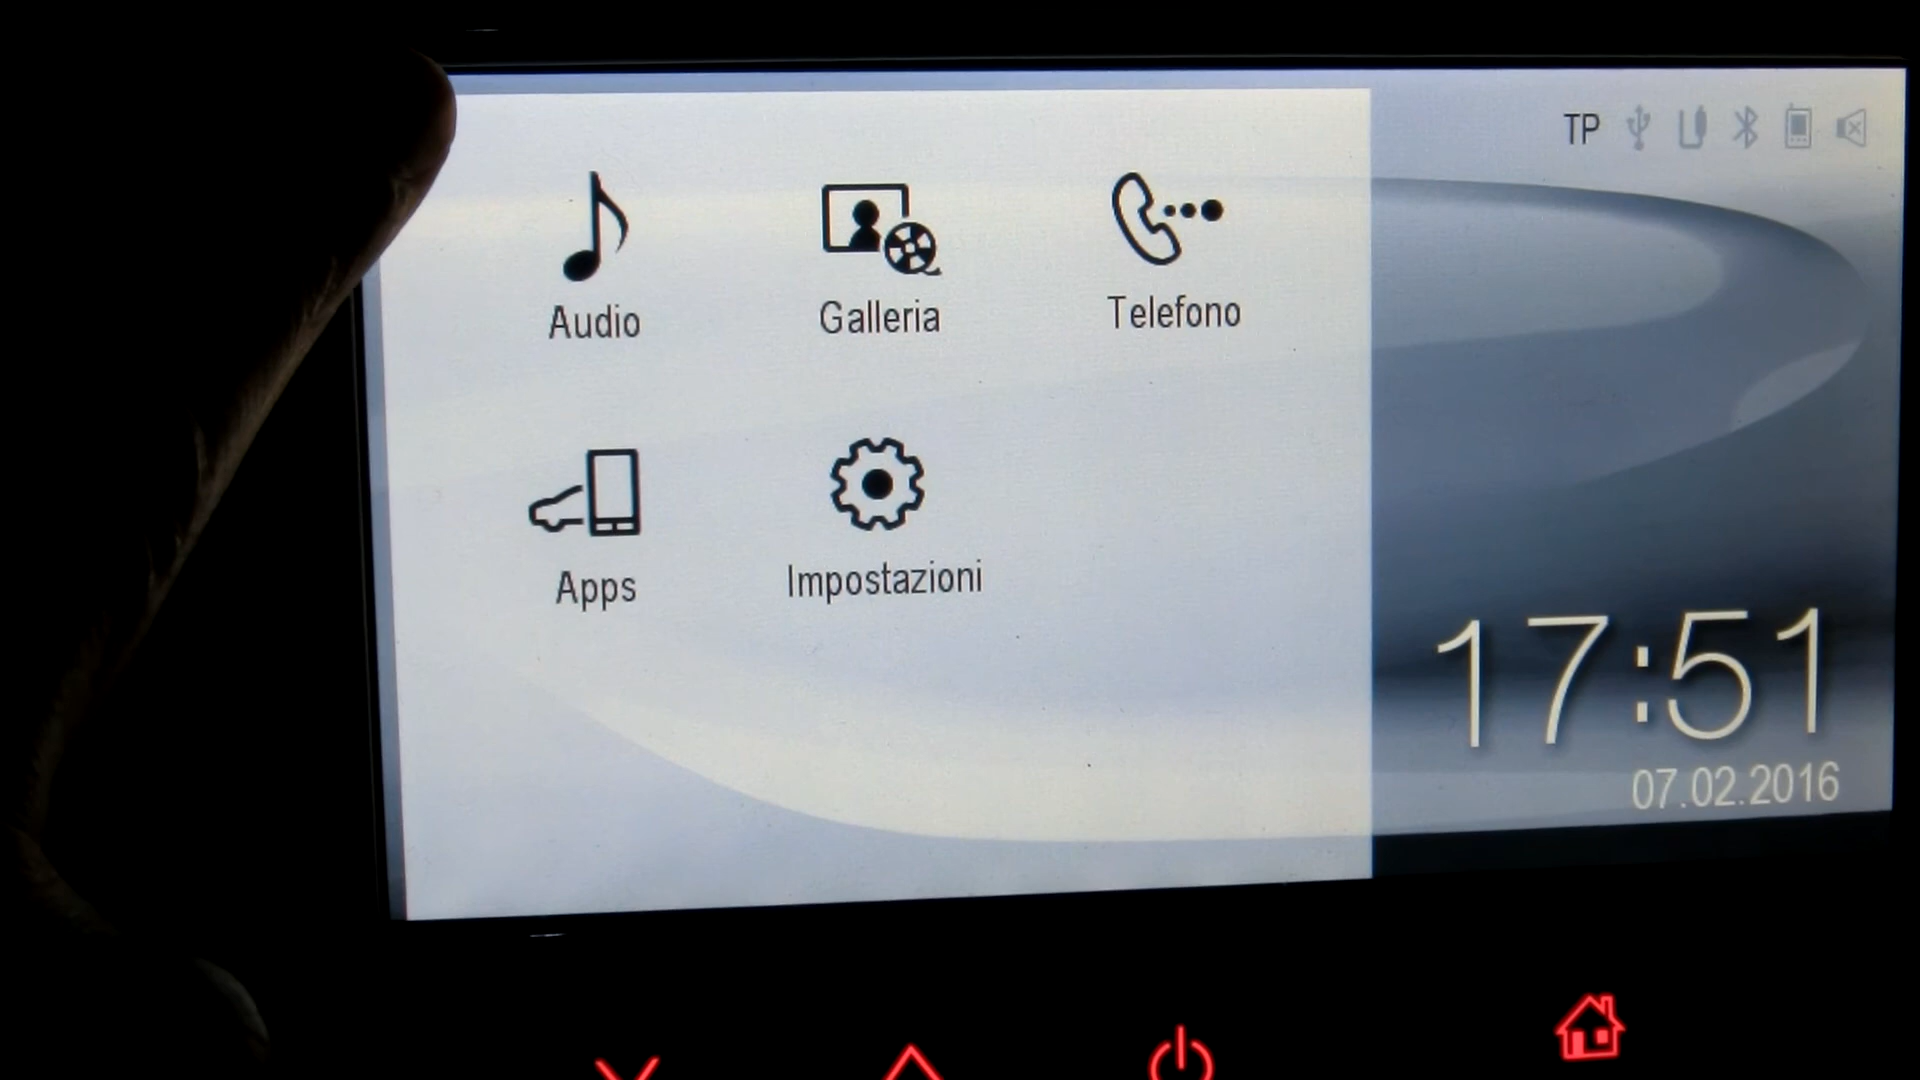 TP
Audio
Galleria
Telefono
Apps
Impostazioni
17:51
07.02.2016